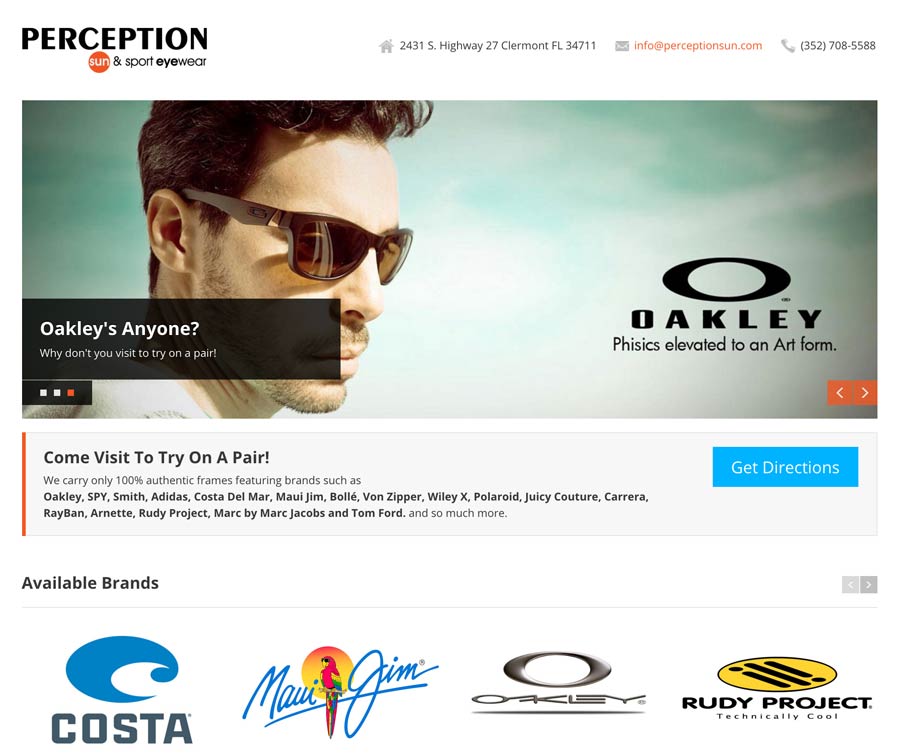 PERCEPTION
sun & sport eyewear
2431 S. Highway 27 Clermont FL 34711
info@perceptionsun.com
(352) 708-5588
OAKLEY
Phisics elevated to an Art form.
Oakley's Anyone?
Why don't you visit to try on a pair!
Come Visit To Try On A Pair!
We carry only 100% authentic frames featuring brands such as
Oakley, SPY, Smith, Adidas, Costa Del Mar, Maui Jim, Bollé, Von Zipper, Wiley X, Polaroid, Juicy Couture, Carrera,
RayBan, Arnette, Rudy Project, Marc by Marc Jacobs and Tom Ford. and so much more.
Get Directions
Available Brands
COSTA
Maui Jim®
OAKLEY
RUDY PROJECT
Technically Cool